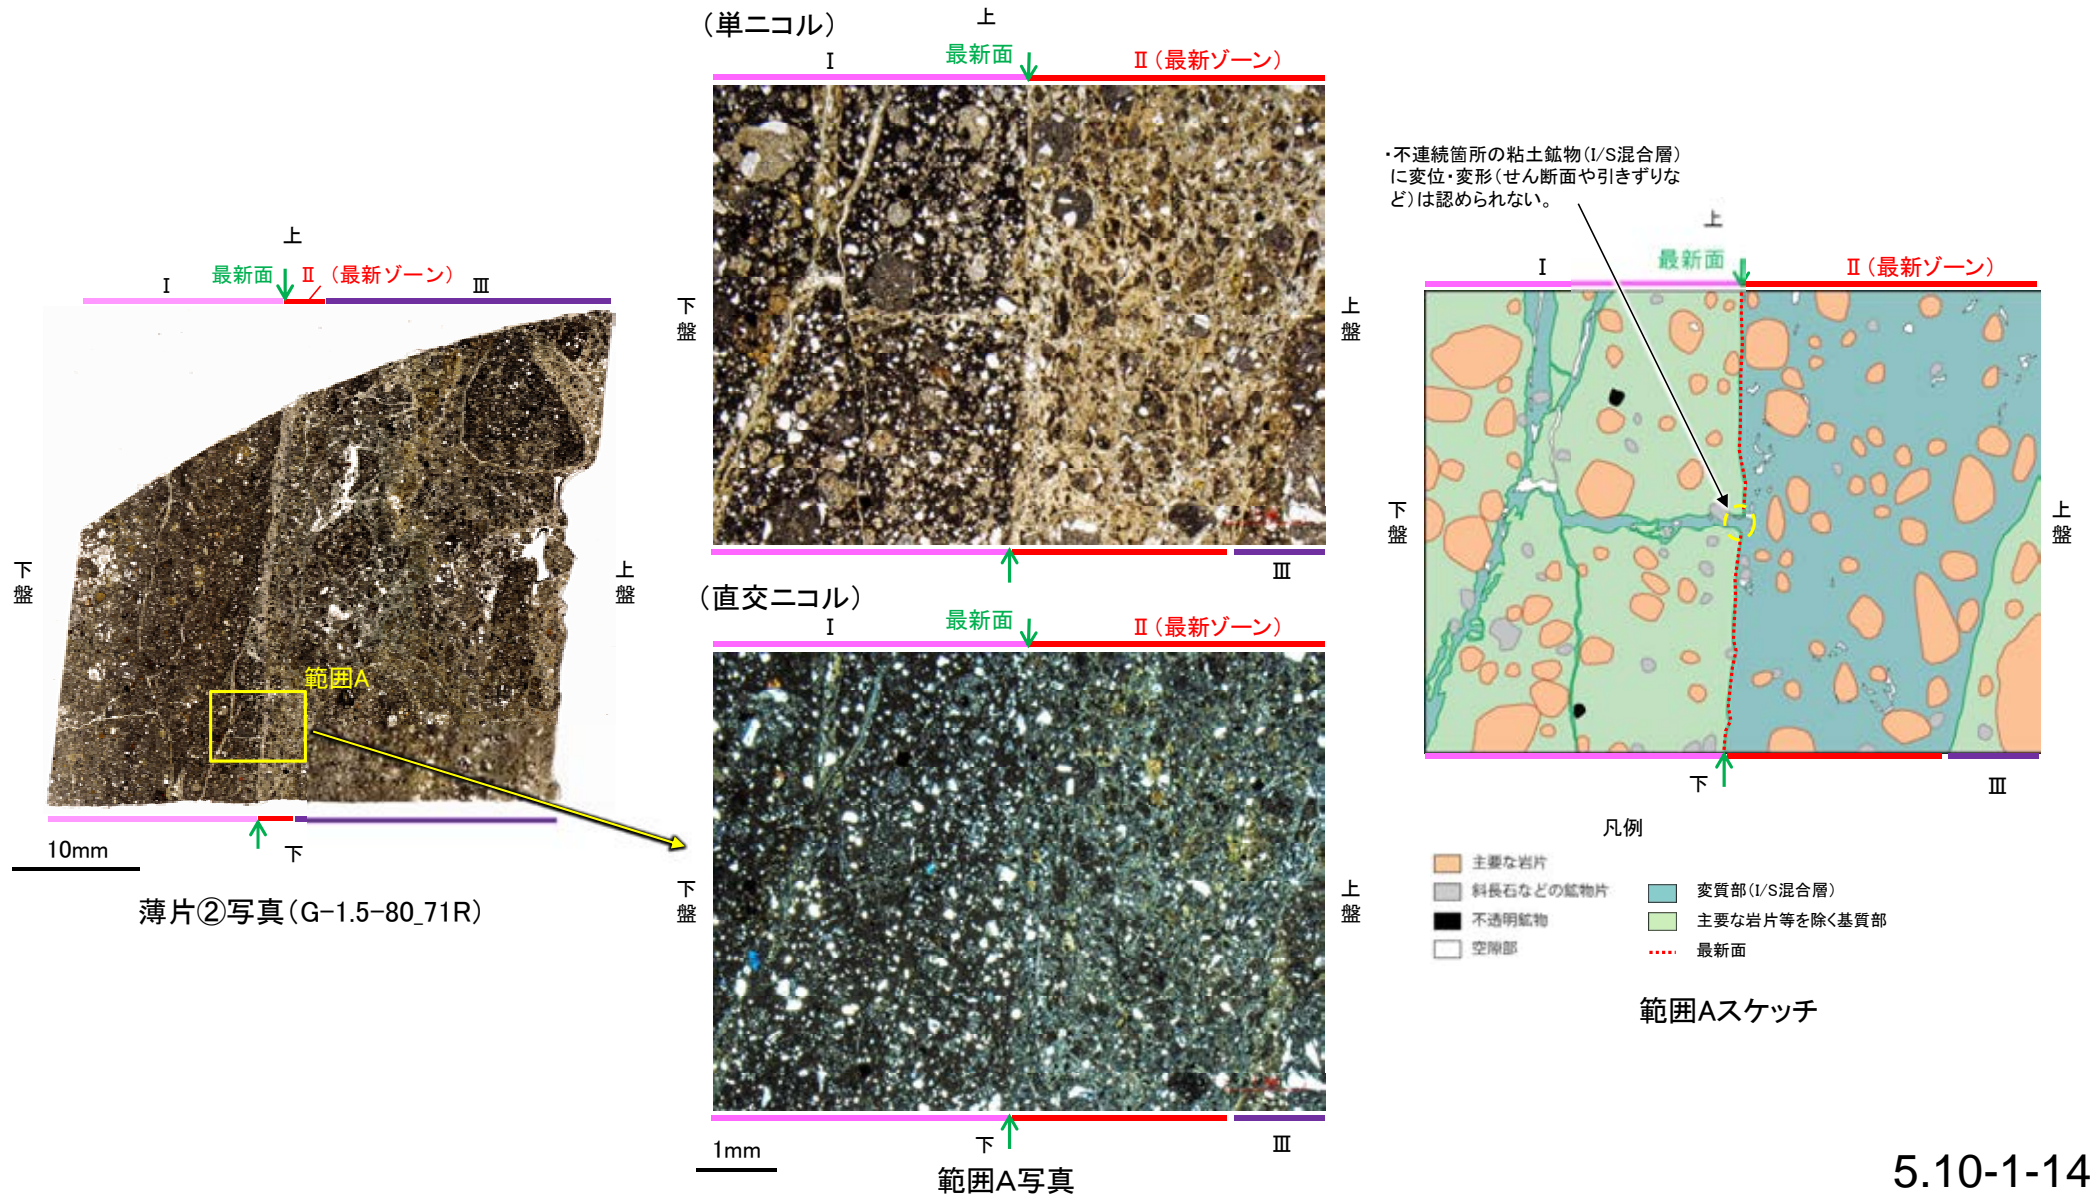 (単ニコル)
上
Ⅰ
最新面
Ⅱ(最新ゾーン)
下盤
上盤
Ⅲ
(直交ニコル)
Ⅰ
最新面
Ⅱ(最新ゾーン)
下盤
上盤
下
Ⅲ
1mm
範囲A写真
上
最新面
Ⅱ (最新ゾーン)
Ⅰ
Ⅲ
下盤
上盤
範囲A
10mm
下
薄片②写真(G-1.5-80_71R)
・不連続箇所の粘土鉱物(I/S混合層)
に変位・変形(せん断面や引きずりな
ど)は認められない。
上
最新面
Ⅰ
Ⅱ(最新ゾーン)
下盤
上盤
下
Ⅲ
凡例
主要な岩片
斜長石などの鉱物片
不透明鉱物
空隙部
変質部(I/S混合層)
主要な岩片等を除く基質部
最新面
範囲Aスケッチ
5.10-1-14